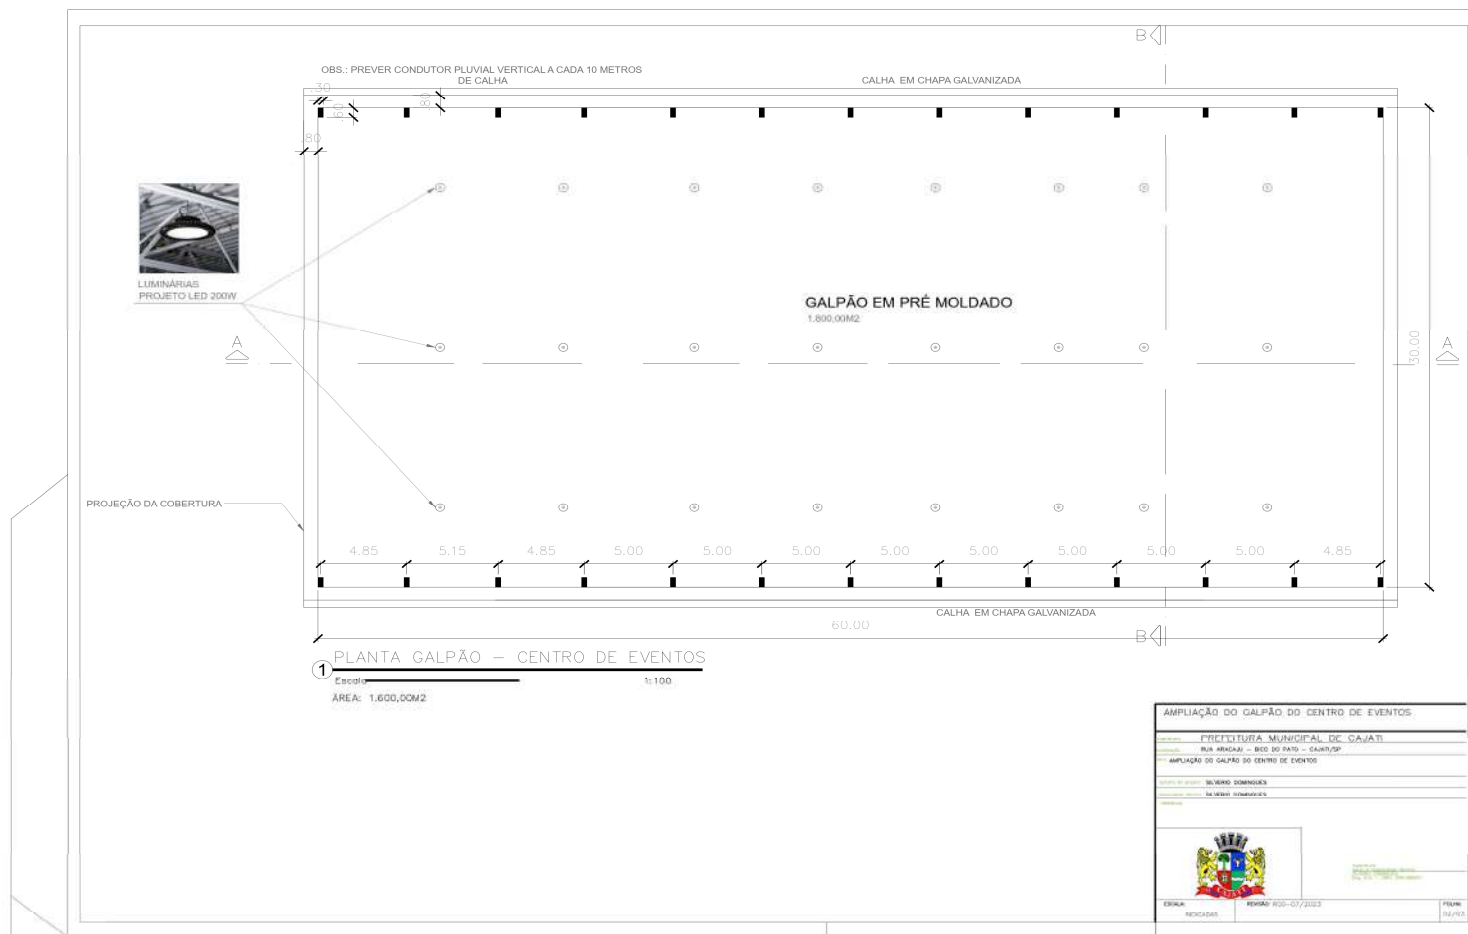 B
OBS.: PREVER CONDUTOR PLUVIAL VERTICAL A CADA 10 METROS
DE CALHA
CALHA EM CHAPA GALVANIZADA
.30
.60
.80
.80
LUMINÁRIAS
PROJETO LED 200W
GALPÃO EM PRÉ MOLDADO
1.800,00M2
A
A
30.00
PROJEÇÃO DA COBERTURA
4.85 5.15 4.85 5.00 5.00 5.00 5.00 5.00 5.00 5.00 5.00 4.85
CALHA EM CHAPA GALVANIZADA
60.00
B
1 PLANTA GALPÃO - CENTRO DE EVENTOS
Escala 1:100
ÁREA: 1.600,00M2
AMPLIAÇÃO DO GALPÃO DO CENTRO DE EVENTOS
PREFEITURA MUNICIPAL DE CAJATI
RUA ARACAJU - BICO DO PATO - CAJATI/SP
AMPLIAÇÃO DO GALPÃO DO CENTRO DE EVENTOS
SILVERIO DOMINGUES
SILVERIO DOMINGUES
ESCALA:
INDICADAS
REVISÃO: R00-07/2023
FOLHA: